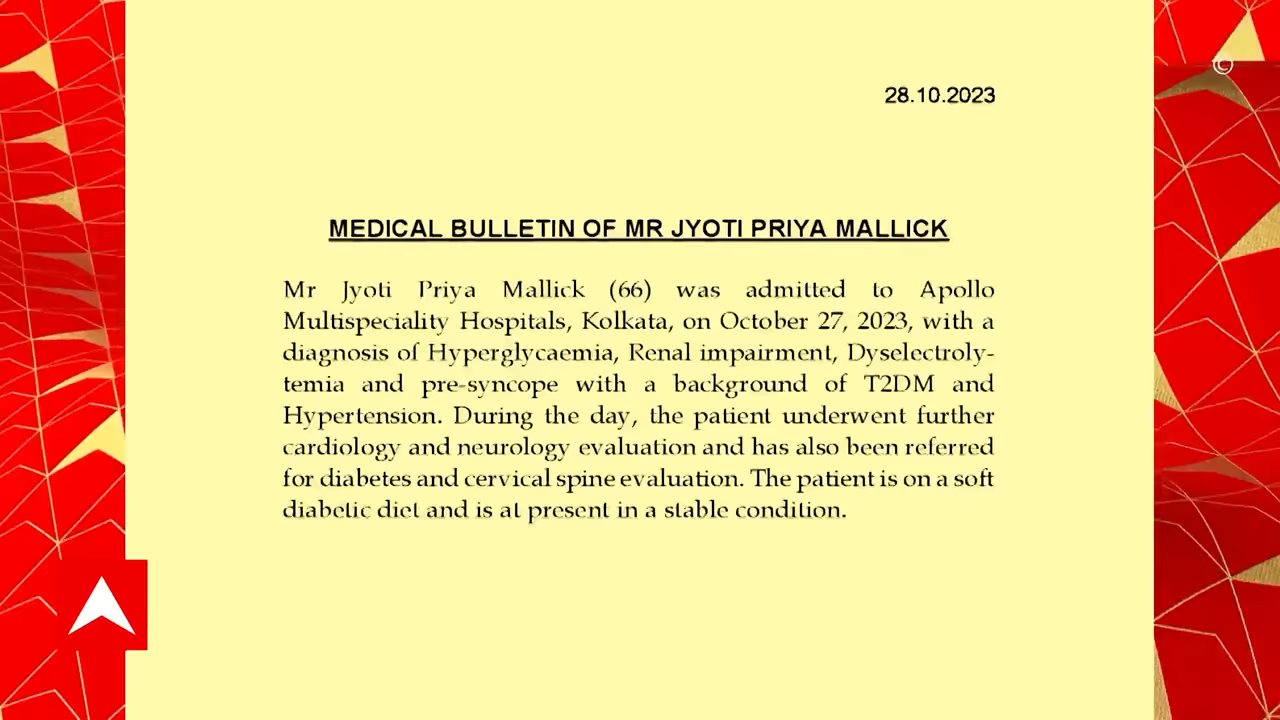 ©
28.10.2023
MEDICAL BULLETIN OF MR JYOTI PRIYA MALLICK
Mr Jyoti Priya Mallick (66) was admitted to Apollo
Multispeciality Hospitals, Kolkata, on October 27, 2023, with a
diagnosis of Hyperglycaemia, Renal impairment, Dyselectroly-
temia and pre-syncope with a background of T2DM and
Hypertension. During the day, the patient underwent further
cardiology and neurology evaluation and has also been referred
for diabetes and cervical spine evaluation. The patient is on a soft
diabetic diet and is at present in a stable condition.